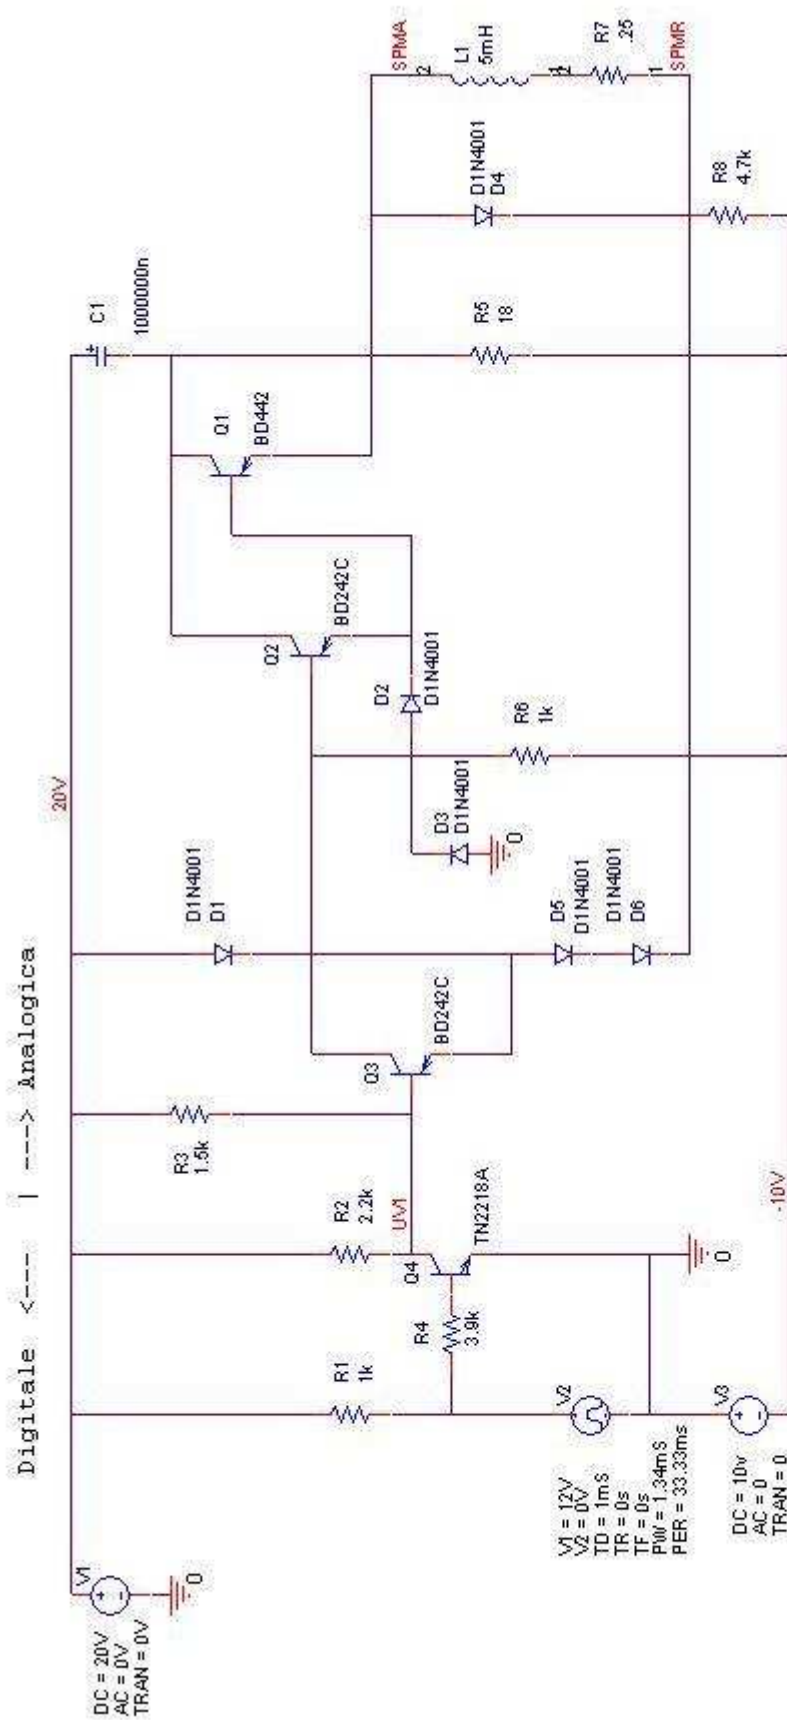 Digitale <---- | ---> Analogica
20V
V1
DC = 20V
AC = 0V
TRAN = 0V
0
R1
1k
R2
2.2k
R3
1.5k
UV1
Q4
TN2218A
R4
3.9k
V2
V1 = 12V
V2 = 0V
TD = 1mS
TR = 0s
TF = 0s
PW = 1.34mS
PER = 33.33ms
0
V3
DC = 10v
AC = 0
TRAN = 0
-10V
Q3
BD242C
D1N4001
D1
D5
D1N4001
D1N4001
D6
D3
D1N4001
0
D2
D1N4001
R6
1k
Q2
BD242C
Q1
BD442
C1
1000000n
R5
18
D1N4001
D4
R8
4.7k
SPMA
2
L1
5mH
2
R7
.25
1
SPMR